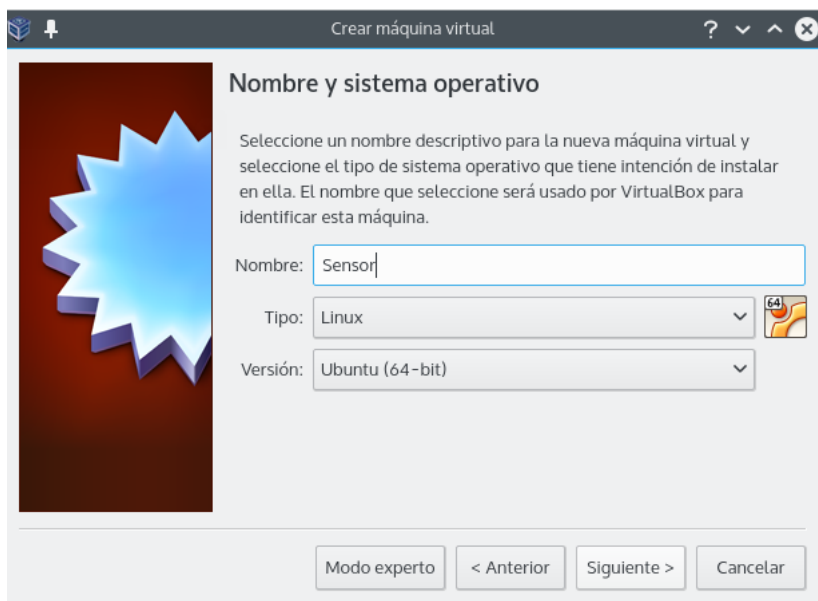 Crear máquina virtual
Nombre y sistema operativo
Seleccione un nombre descriptivo para la nueva máquina virtual y
seleccione el tipo de sistema operativo que tiene intención de instalar
en ella. El nombre que seleccione será usado por VirtualBox para
identificar esta máquina.
Nombre: Sensor
Tipo: Linux
64
Versión: Ubuntu (64-bit)
Modo experto < Anterior Siguiente > Cancelar